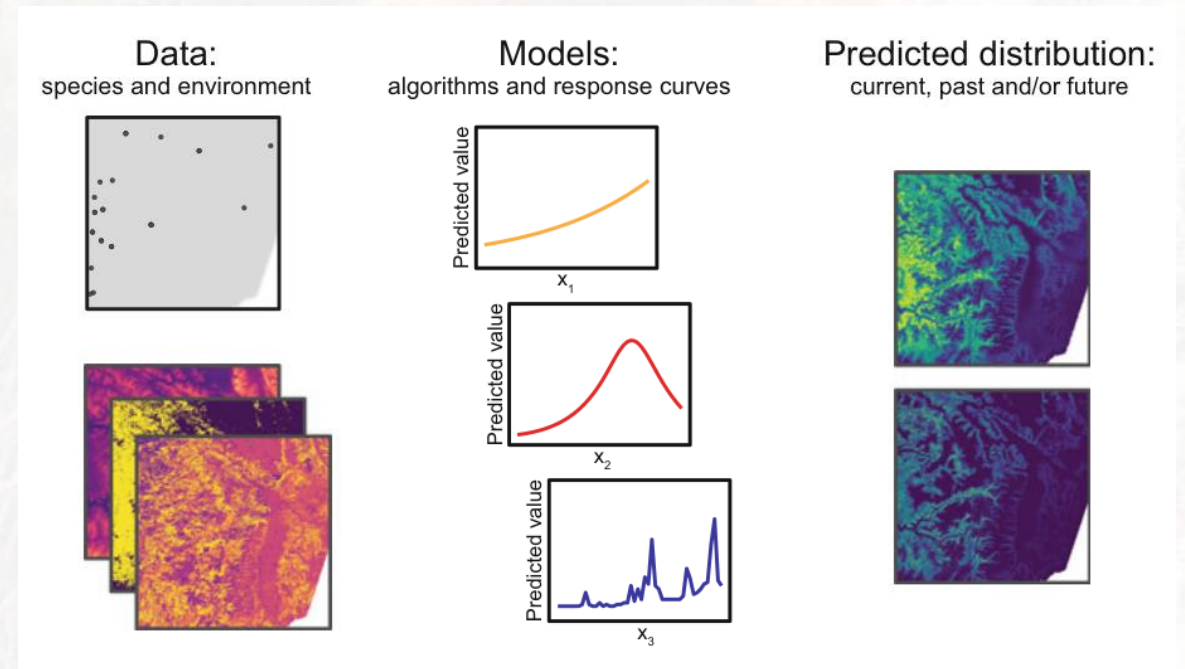 Data:
species and environment
Models:
algorithms and response curves
Predicted value
x₁
Predicted value
x₂
Predicted value
x₃
Predicted distribution:
current, past and/or future